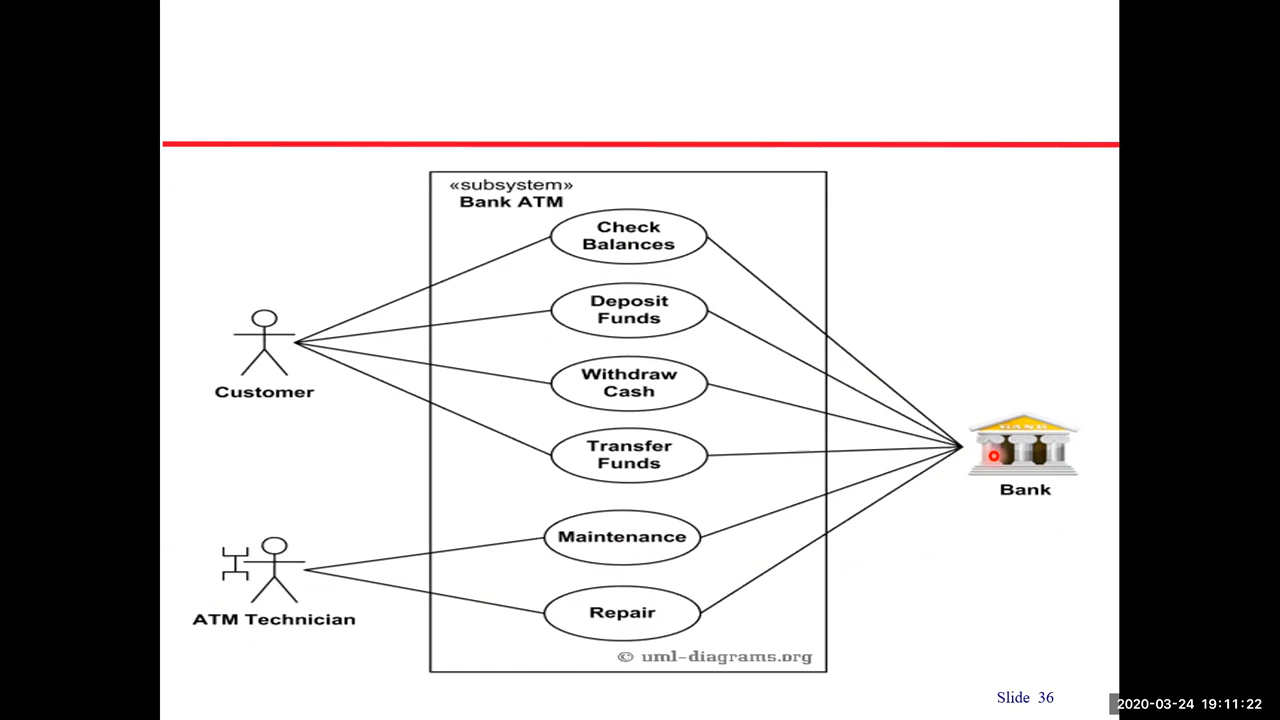 «subsystem»
Bank ATM
Check
Balances
Deposit
Funds
Withdraw
Cash
Transfer
Funds
Maintenance
Repair
Customer
ATM Technician
BANK
Bank
© uml-diagrams.org
Slide 36
2020-03-24 19:11:22